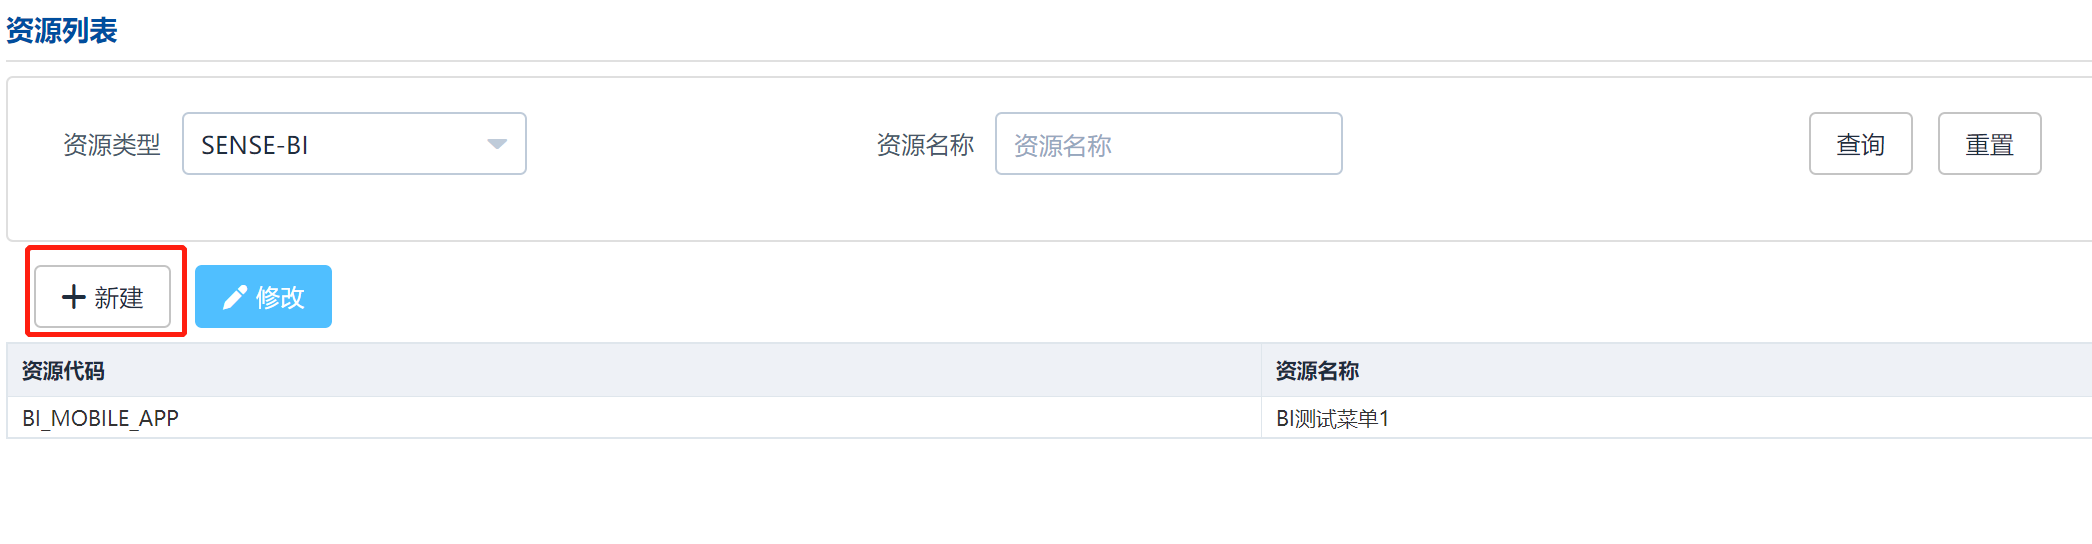 资源列表
资源类型 SENSE-BI 资源名称 资源名称 查询 重置
新建 修改
资源代码 资源名称
BI_MOBILE_APP BI测试菜单1